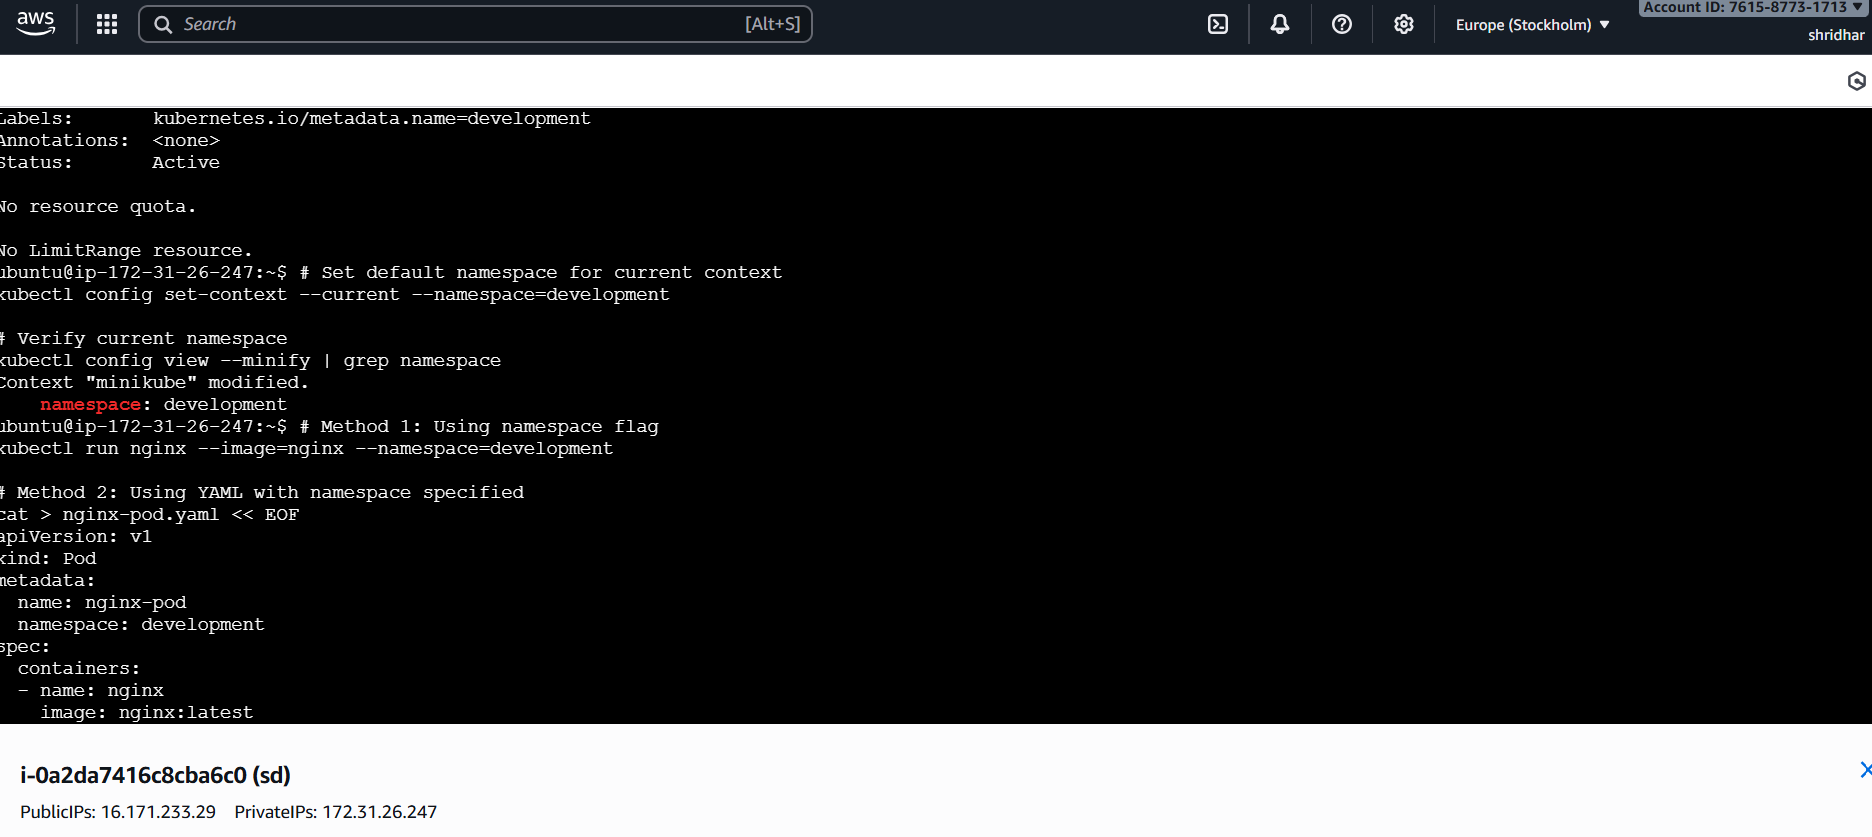 aws
Search
[Alt+S]
Europe (Stockholm)
Account ID: 7615-8773-1713
shridhar
Labels: kubernetes.io/metadata.name=development
Annotations: <none>
Status: Active
No resource quota.
No LimitRange resource.
ubuntu@ip-172-31-26-247:~$ # Set default namespace for current context
kubectl config set-context --current --namespace=development
# Verify current namespace
kubectl config view --minify | grep namespace
Context "minikube" modified.
namespace: development
ubuntu@ip-172-31-26-247:~$ # Method 1: Using namespace flag
kubectl run nginx --image=nginx --namespace=development
# Method 2: Using YAML with namespace specified
cat > nginx-pod.yaml << EOF
apiVersion: v1
kind: Pod
metadata:
  name: nginx-pod
  namespace: development
spec:
  containers:
  - name: nginx
    image: nginx:latest
i-0a2da7416c8cba6c0 (sd)
PublicIPs: 16.171.233.29 PrivateIPs: 172.31.26.247